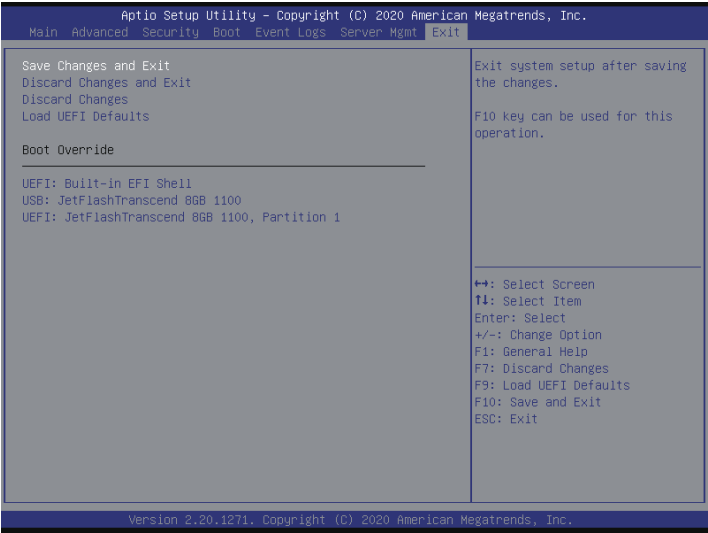 Aptio Setup Utility – Copyright (C) 2020 American Megatrends, Inc.
Main Advanced Security Boot Event Logs Server Mgmt Exit
Save Changes and Exit
Discard Changes and Exit
Discard Changes
Load UEFI Defaults
Boot Override
UEFI: Built-in EFI Shell
USB: JetFlashTranscend 8GB 1100
UEFI: JetFlashTranscend 8GB 1100, Partition 1
Exit system setup after saving
the changes.
F10 key can be used for this
operation.
↔: Select Screen
↑↓: Select Item
Enter: Select
+/-: Change Option
F1: General Help
F7: Discard Changes
F9: Load UEFI Defaults
F10: Save and Exit
ESC: Exit
Version 2.20.1271. Copyright (C) 2020 American Megatrends, Inc.